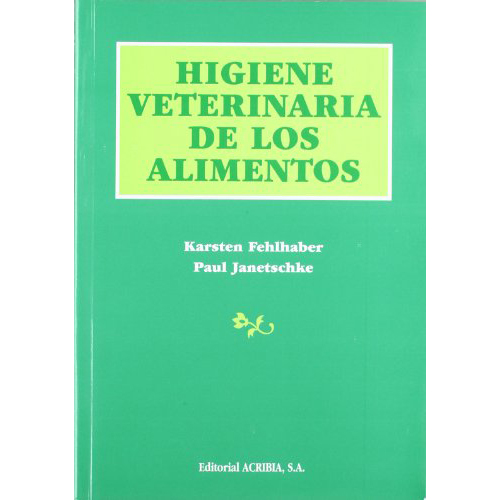 HIGIENE
VETERINARIA
DE LOS
ALIMENTOS
Karsten Fehlhaber
Paul Janetschke
Editorial ACRIBIA, S.A.